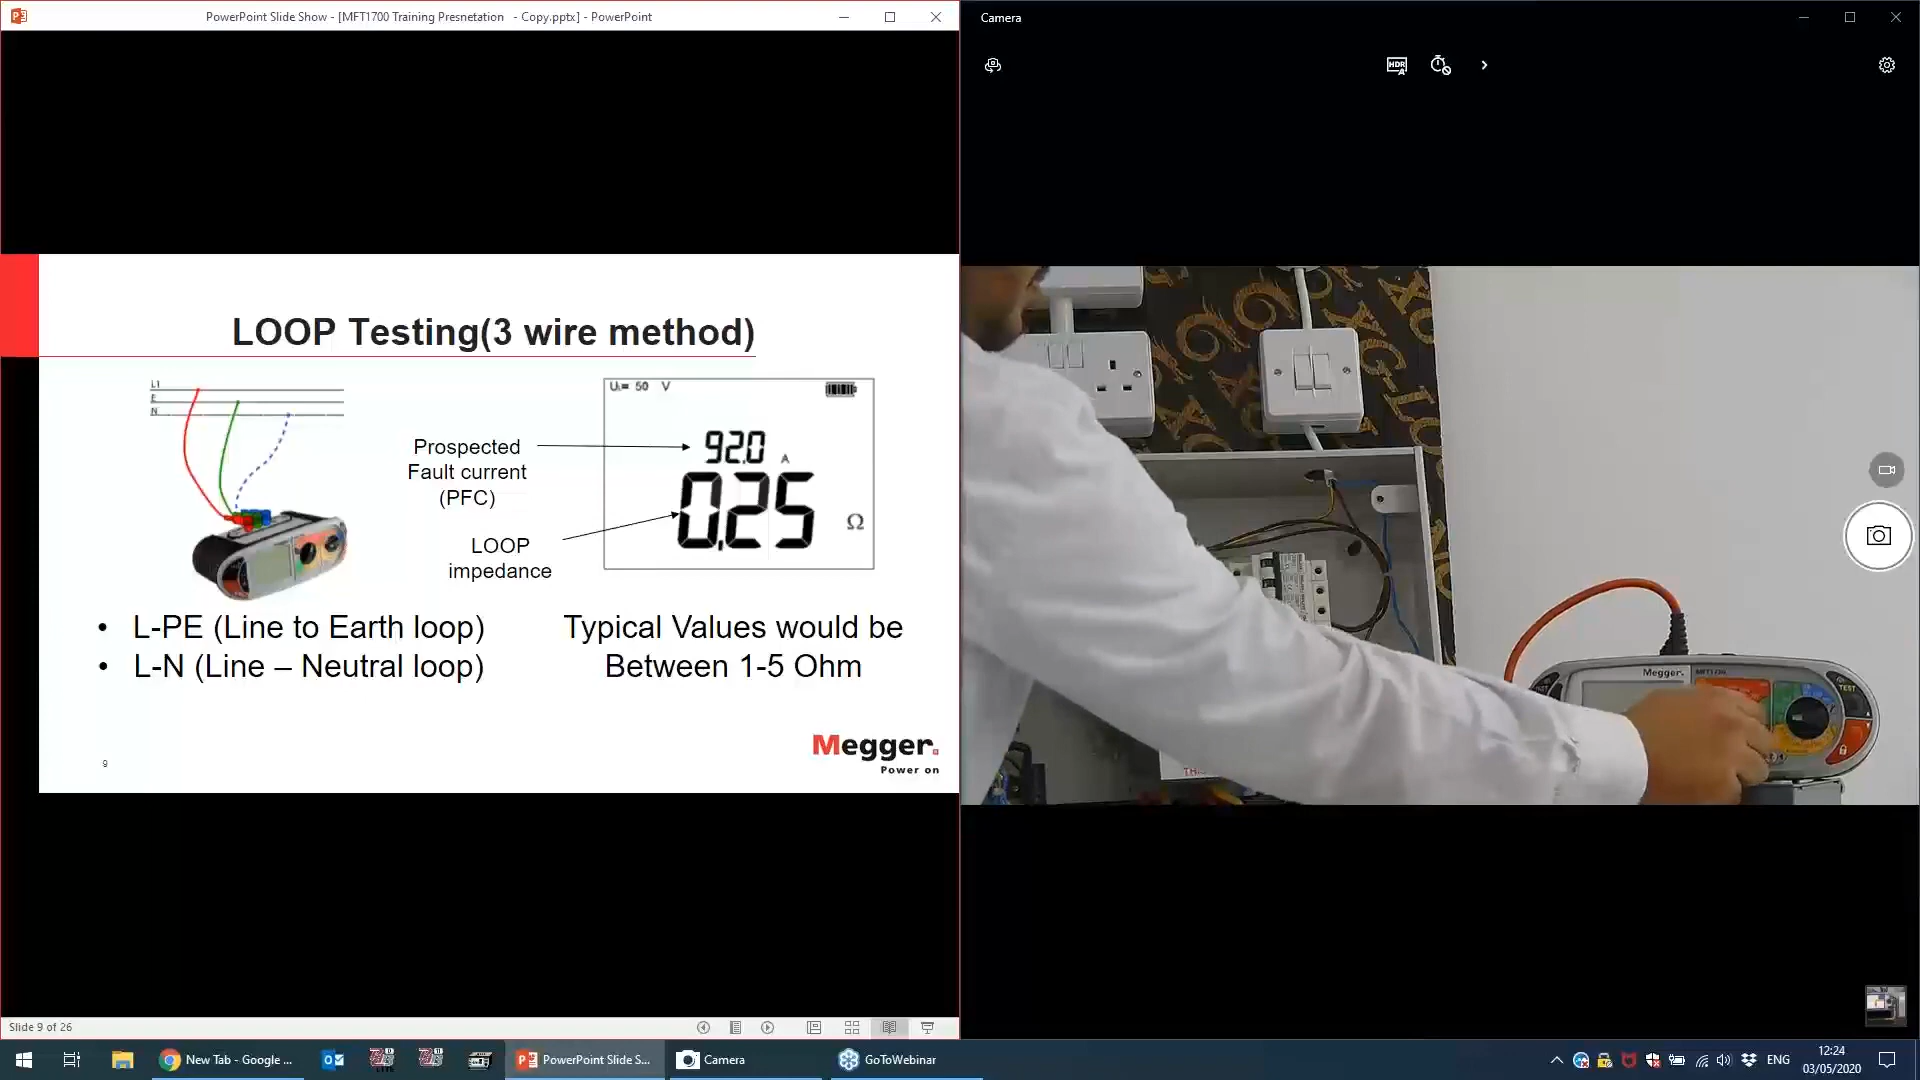 PowerPoint Slide Show - [MFT1700 Training Presnetation - Copy.pptx] - PowerPoint
Camera
LOOP Testing(3 wire method)
L1
E
N
U = 50 V
Prospected
Fault current
(PFC)
920 A
LOOP
impedance
0.25 Ω
• L-PE (Line to Earth loop)
• L-N (Line – Neutral loop)
Typical Values would be
Between 1-5 Ohm
Megger.
Power on
9
Megger.
TEST
TEST
Slide 9 of 26
New Tab - Google ...
PowerPoint Slide S...
Camera
GoToWebinar
ENG
12:24
03/05/2020